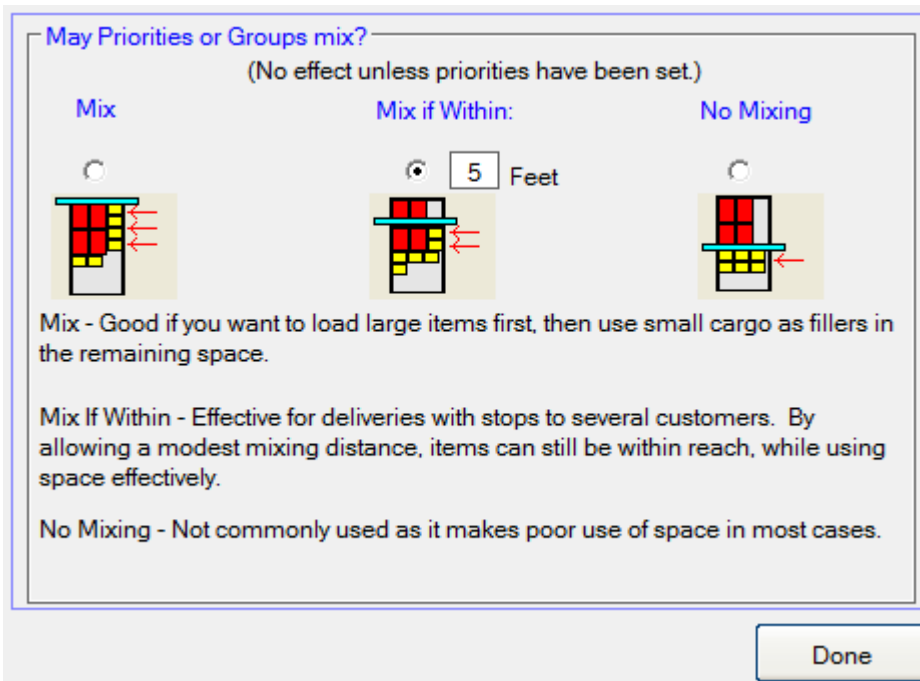 May Priorities or Groups mix?
(No effect unless priorities have been set.)
Mix
Mix if Within:
No Mixing
5 Feet
Mix - Good if you want to load large items first, then use small cargo as fillers in
the remaining space.
Mix If Within - Effective for deliveries with stops to several customers.  By
allowing a modest mixing distance, items can still be within reach, while using
space effectively.
No Mixing - Not commonly used as it makes poor use of space in most cases.
Done